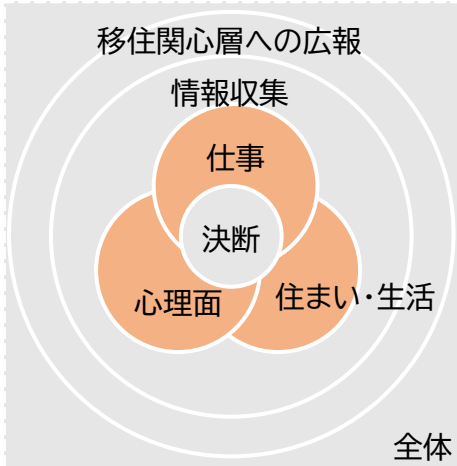 移住関心層への広報
情報収集
仕事
決断
心理面
住まい・生活
全体